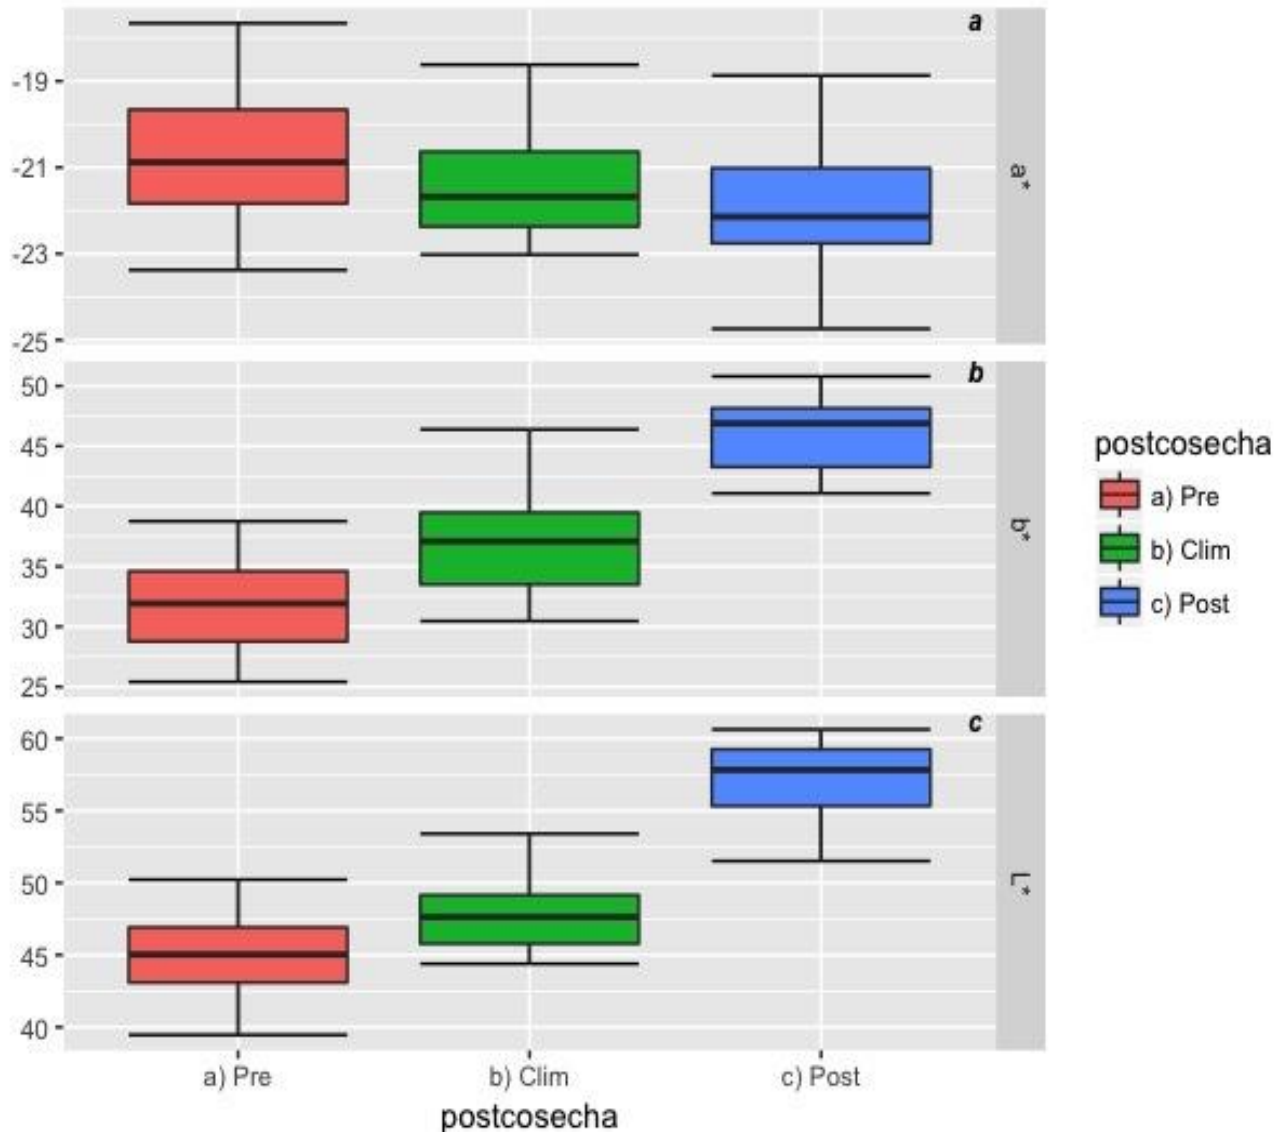 a
-19
-21
-23
-25
a*
b
50
45
40
35
30
25
b*
c
60
55
50
45
40
L*
a) Pre
b) Clim
c) Post
postcosecha
postcosecha
a) Pre
b) Clim
c) Post